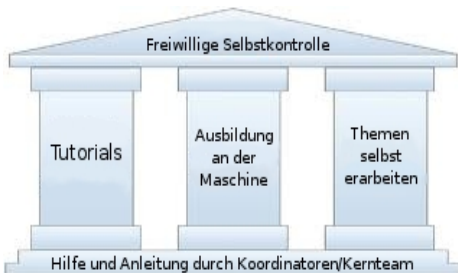 Freiwillige Selbstkontrolle
Tutorials
Ausbildung
an der
Maschine
Themen
selbst
erarbeiten
Hilfe und Anleitung durch Koordinatoren/Kernteam